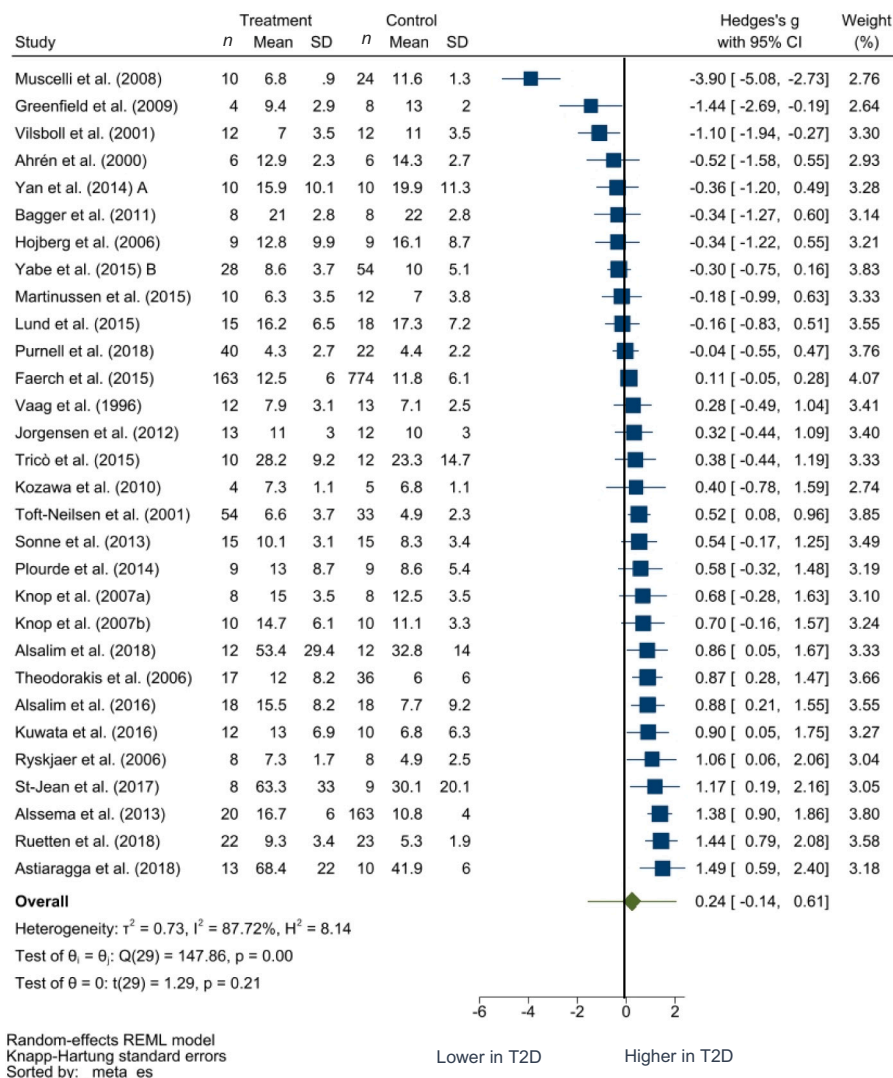 Treatment Control Hedges's g Weight
Study n Mean SD n Mean SD with 95% CI (%)
Muscelli et al. (2008) 10 6.8 .9 24 11.6 1.3 -3.90 [ -5.08, -2.73] 2.76
Greenfield et al. (2009) 4 9.4 2.9 8 13 2 -1.44 [ -2.69, -0.19] 2.64
Vilsboll et al. (2001) 12 7 3.5 12 11 3.5 -1.10 [ -1.94, -0.27] 3.30
Ahrén et al. (2000) 6 12.9 2.3 6 14.3 2.7 -0.52 [ -1.58, 0.55] 2.93
Yan et al. (2014) A 10 15.9 10.1 10 19.9 11.3 -0.36 [ -1.20, 0.49] 3.28
Bagger et al. (2011) 8 21 2.8 8 22 2.8 -0.34 [ -1.27, 0.60] 3.14
Hojberg et al. (2006) 9 12.8 9.9 9 16.1 8.7 -0.34 [ -1.22, 0.55] 3.21
Yabe et al. (2015) B 28 8.6 3.7 54 10 5.1 -0.30 [ -0.75, 0.16] 3.83
Martinussen et al. (2015) 10 6.3 3.5 12 7 3.8 -0.18 [ -0.99, 0.63] 3.33
Lund et al. (2015) 15 16.2 6.5 18 17.3 7.2 -0.16 [ -0.83, 0.51] 3.55
Purnell et al. (2018) 40 4.3 2.7 22 4.4 2.2 -0.04 [ -0.55, 0.47] 3.76
Faerch et al. (2015) 163 12.5 6 774 11.8 6.1 0.11 [ -0.05, 0.28] 4.07
Vaag et al. (1996) 12 7.9 3.1 13 7.1 2.5 0.28 [ -0.49, 1.04] 3.41
Jorgensen et al. (2012) 13 11 3 12 10 3 0.32 [ -0.44, 1.09] 3.40
Tricò et al. (2015) 10 28.2 9.2 12 23.3 14.7 0.38 [ -0.44, 1.19] 3.33
Kozawa et al. (2010) 4 7.3 1.1 5 6.8 1.1 0.40 [ -0.78, 1.59] 2.74
Toft-Neilsen et al. (2001) 54 6.6 3.7 33 4.9 2.3 0.52 [ 0.08, 0.96] 3.85
Sonne et al. (2013) 15 10.1 3.1 15 8.3 3.4 0.54 [ -0.17, 1.25] 3.49
Plourde et al. (2014) 9 13 8.7 9 8.6 5.4 0.58 [ -0.32, 1.48] 3.19
Knop et al. (2007a) 8 15 3.5 8 12.5 3.5 0.68 [ -0.28, 1.63] 3.10
Knop et al. (2007b) 10 14.7 6.1 10 11.1 3.3 0.70 [ -0.16, 1.57] 3.24
Alsalim et al. (2018) 12 53.4 29.4 12 32.8 14 0.86 [ 0.05, 1.67] 3.33
Theodorakis et al. (2006) 17 12 8.2 36 6 6 0.87 [ 0.28, 1.47] 3.66
Alsalim et al. (2016) 18 15.5 8.2 18 7.7 9.2 0.88 [ 0.21, 1.55] 3.55
Kuwata et al. (2016) 12 13 6.9 10 6.8 6.3 0.90 [ 0.05, 1.75] 3.27
Ryskjaer et al. (2006) 8 7.3 1.7 8 4.9 2.5 1.06 [ 0.06, 2.06] 3.04
St-Jean et al. (2017) 8 63.3 33 9 30.1 20.1 1.17 [ 0.19, 2.16] 3.05
Alssema et al. (2013) 20 16.7 6 163 10.8 4 1.38 [ 0.90, 1.86] 3.80
Ruetten et al. (2018) 22 9.3 3.4 23 5.3 1.9 1.44 [ 0.79, 2.08] 3.58
Astiaragga et al. (2018) 13 68.4 22 10 41.9 6 1.49 [ 0.59, 2.40] 3.18
Overall 0.24 [ -0.14, 0.61]
Heterogeneity: τ² = 0.73, I² = 87.72%, H² = 8.14
Test of θᵢ = θⱼ: Q(29) = 147.86, p = 0.00
Test of θ = 0: t(29) = 1.29, p = 0.21
-6 -4 -2 0 2
Lower in T2D Higher in T2D
Random-effects REML model
Knapp-Hartung standard errors
Sorted by: _meta_es